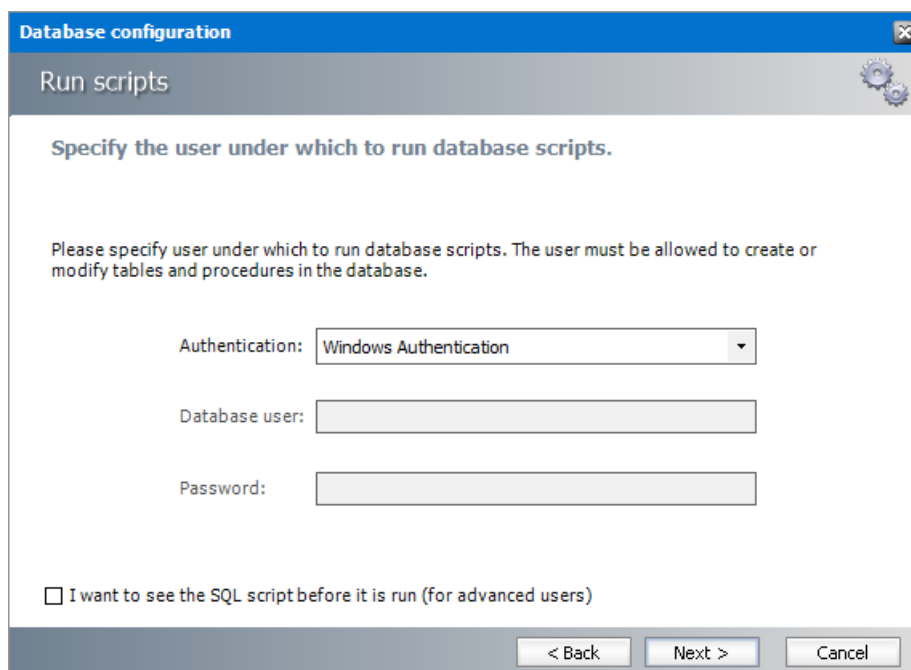 Database configuration
Run scripts
Specify the user under which to run database scripts.
Please specify user under which to run database scripts. The user must be allowed to create or
modify tables and procedures in the database.
Authentication: Windows Authentication
Database user:
Password:
I want to see the SQL script before it is run (for advanced users)
< Back Next > Cancel